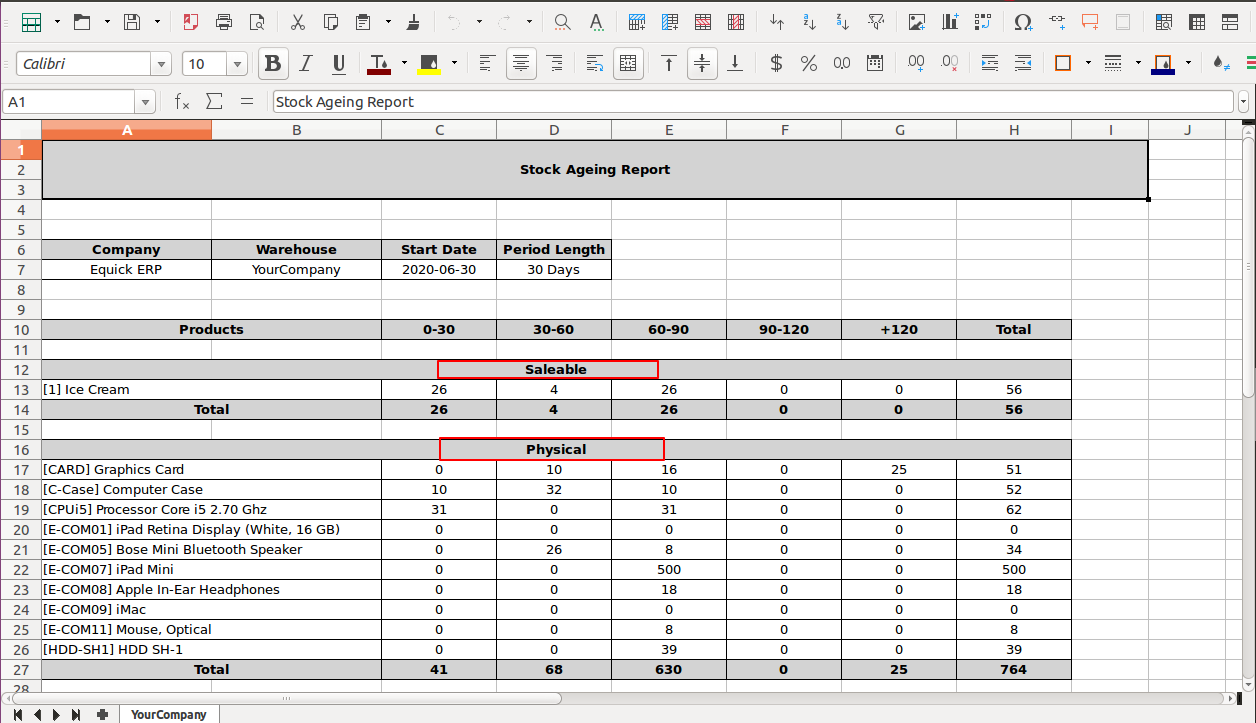 Calibri 10 B I U $ % 0.0
A1 Stock Ageing Report
A B C D E F G H I J
1
2 Stock Ageing Report
3
4
5
6 Company Warehouse Start Date Period Length
7 Equick ERP YourCompany 2020-06-30 30 Days
8
9
10 Products 0-30 30-60 60-90 90-120 +120 Total
11
12 Saleable
13 [1] Ice Cream 26 4 26 0 0 56
14 Total 26 4 26 0 0 56
15
16 Physical
17 [CARD] Graphics Card 0 10 16 0 25 51
18 [C-Case] Computer Case 10 32 10 0 0 52
19 [CPUi5] Processor Core i5 2.70 Ghz 31 0 31 0 0 62
20 [E-COM01] iPad Retina Display (White, 16 GB) 0 0 0 0 0 0
21 [E-COM05] Bose Mini Bluetooth Speaker 0 26 8 0 0 34
22 [E-COM07] iPad Mini 0 0 500 0 0 500
23 [E-COM08] Apple In-Ear Headphones 0 0 18 0 0 18
24 [E-COM09] iMac 0 0 0 0 0 0
25 [E-COM11] Mouse, Optical 0 0 8 0 0 8
26 [HDD-SH1] HDD SH-1 0 0 39 0 0 39
27 Total 41 68 630 0 25 764
28
YourCompany